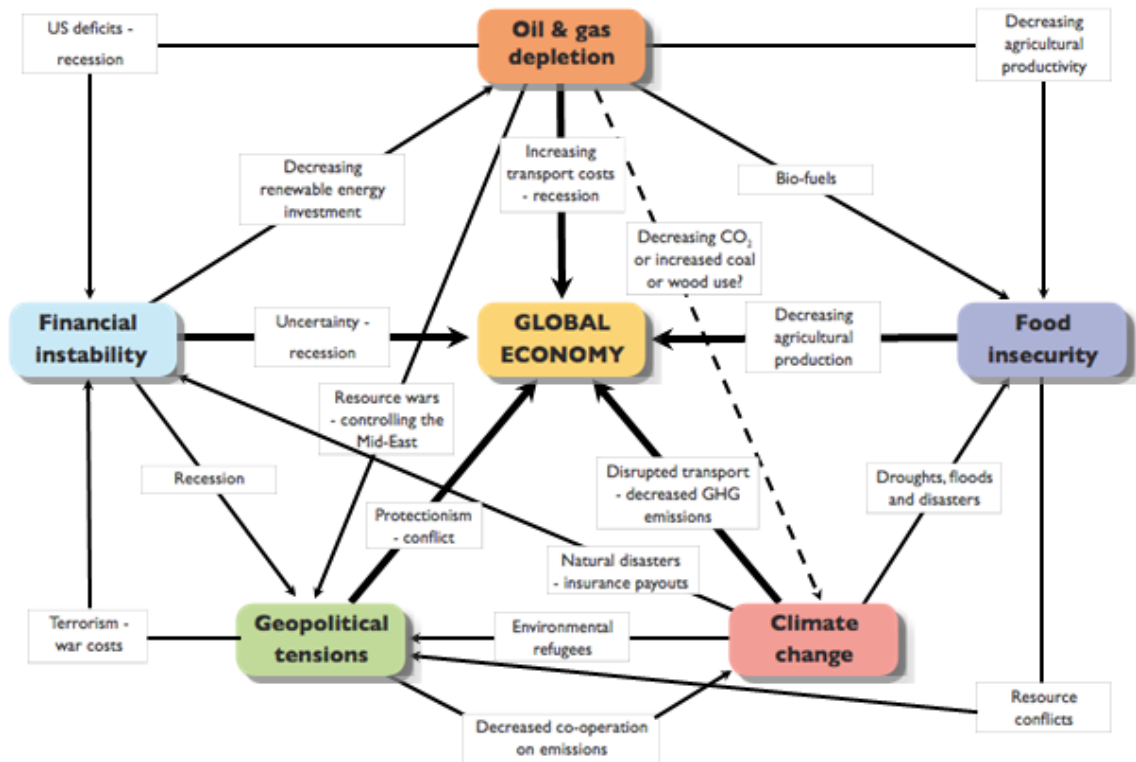 US deficits -
recession
Oil & gas
depletion
Decreasing
agricultural
productivity
Decreasing
renewable energy
investment
Increasing
transport costs
- recession
Bio-fuels
Decreasing CO₂
or increased coal
or wood use?
Financial
instability
Uncertainty -
recession
GLOBAL
ECONOMY
Decreasing
agricultural
production
Food
insecurity
Resource wars
- controlling the
Mid-East
Recession
Protectionism
- conflict
Disrupted transport
- decreased GHG
emissions
Droughts, floods
and disasters
Natural disasters
- insurance payouts
Terrorism -
war costs
Geopolitical
tensions
Environmental
refugees
Climate
change
Resource
conflicts
Decreased co-operation
on emissions